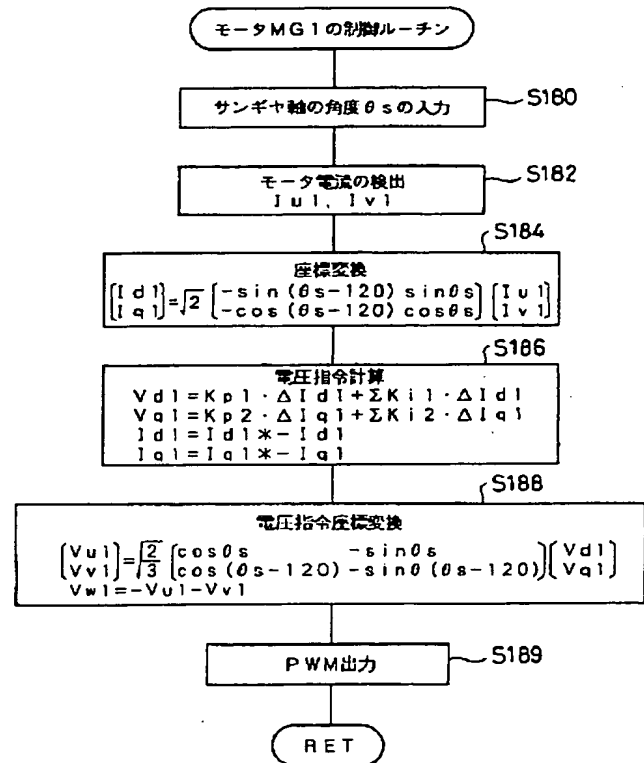 モータMG1の制御ルーチン
S180
サンギヤ軸の角度θsの入力
S182
モータ電流の検出
Iu1, Iv1
S184
座標変換
[Id1]=√2 [-sin(θs-120) sinθs] [Iu1]
[Iq1] [-cos(θs-120) cosθs] [Iv1]
S186
電圧指令計算
Vd1=Kp1・△Id1+ΣKi1・△Id1
Vq1=Kp2・△Iq1+ΣKi2・△Iq1
Id1=Id1*-Id1
Iq1=Iq1*-Iq1
S188
電圧指令座標変換
[Vu1]=√2/3 [cosθs -sinθs] [Vd1]
[Vv1] [cos(θs-120) -sinθ(θs-120)] [Vq1]
Vw1=-Vu1-Vv1
S189
PWM出力
RET